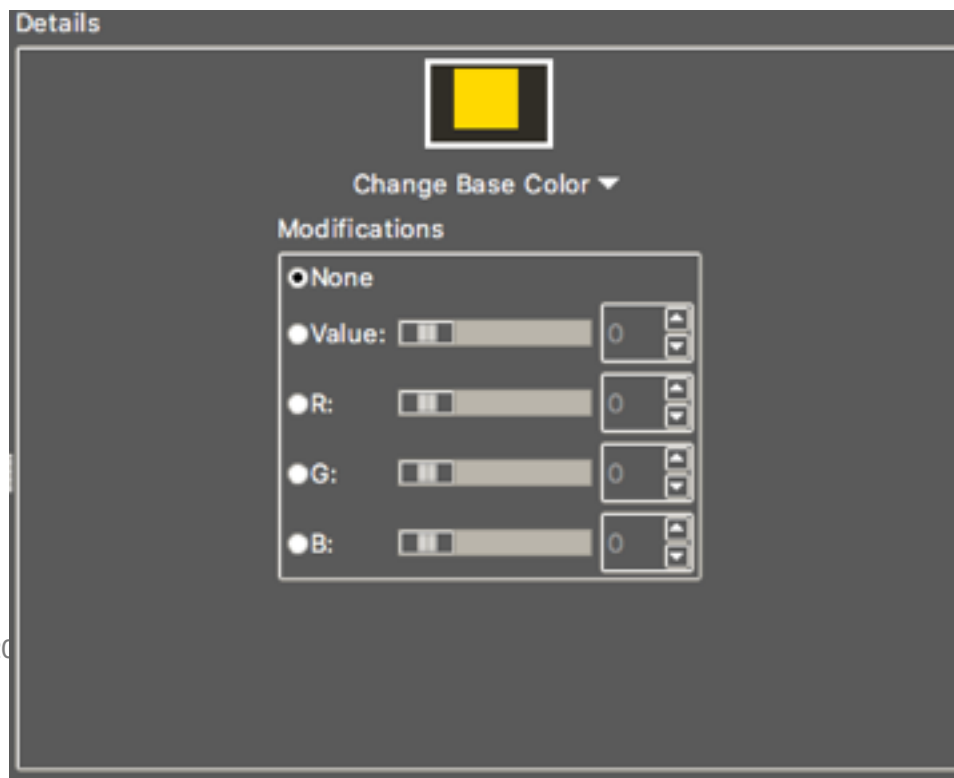 Details
Change Base Color
Modifications
None
Value: 0
R: 0
G: 0
B: 0